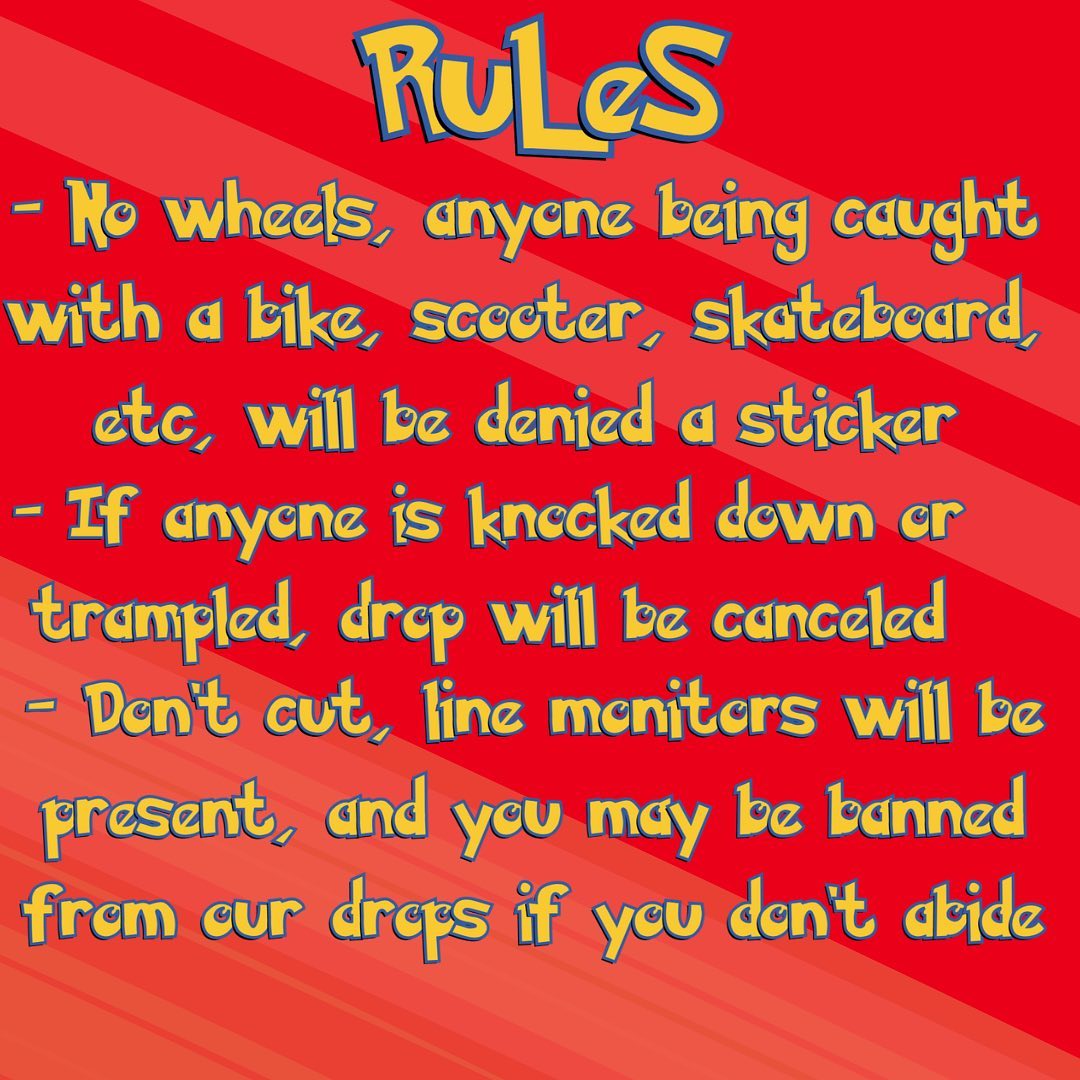 RuLeS
- No wheels, anyone being caught
with a bike, scooter, skateboard,
etc, will be denied a sticker
- If anyone is knocked down or
trampled, drop will be canceled
- Don't cut, line monitors will be
present, and you may be banned
from our drops if you don't abide